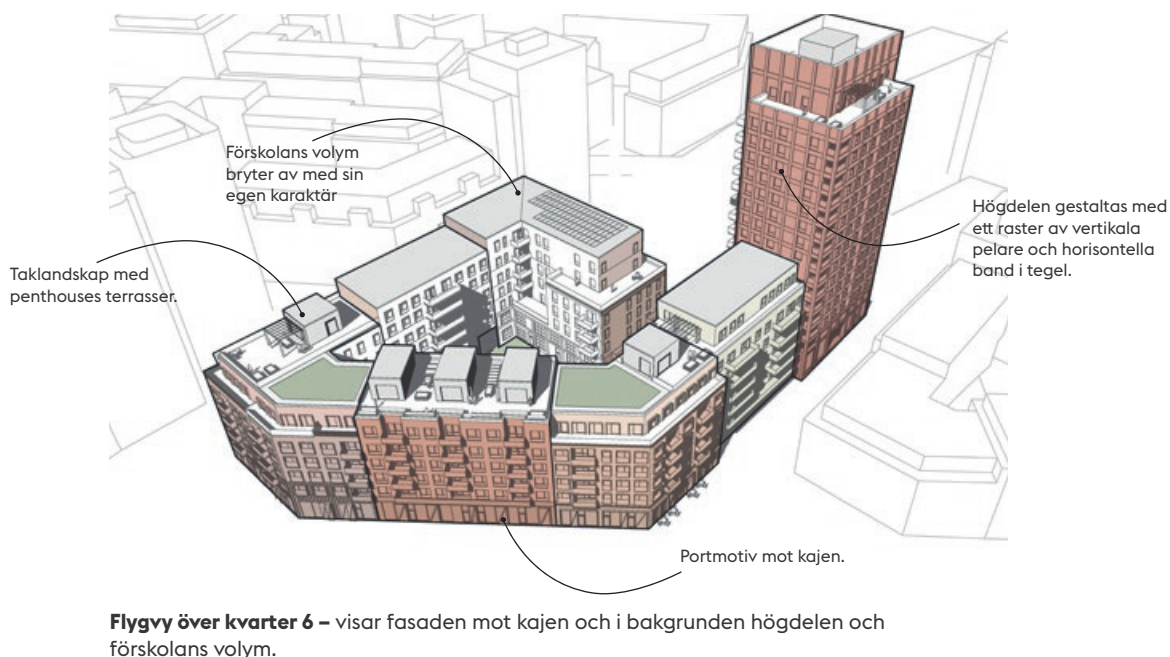 Förskolans volym
bryter av med sin
egen karaktär
Högdelen gestaltas med
ett raster av vertikala
pelare och horisontella
band i tegel.
Taklandskap med
penthouses terrasser.
Portmotiv mot kajen.
Flygvy över kvarter 6 – visar fasaden mot kajen och i bakgrunden högdelen och
förskolans volym.